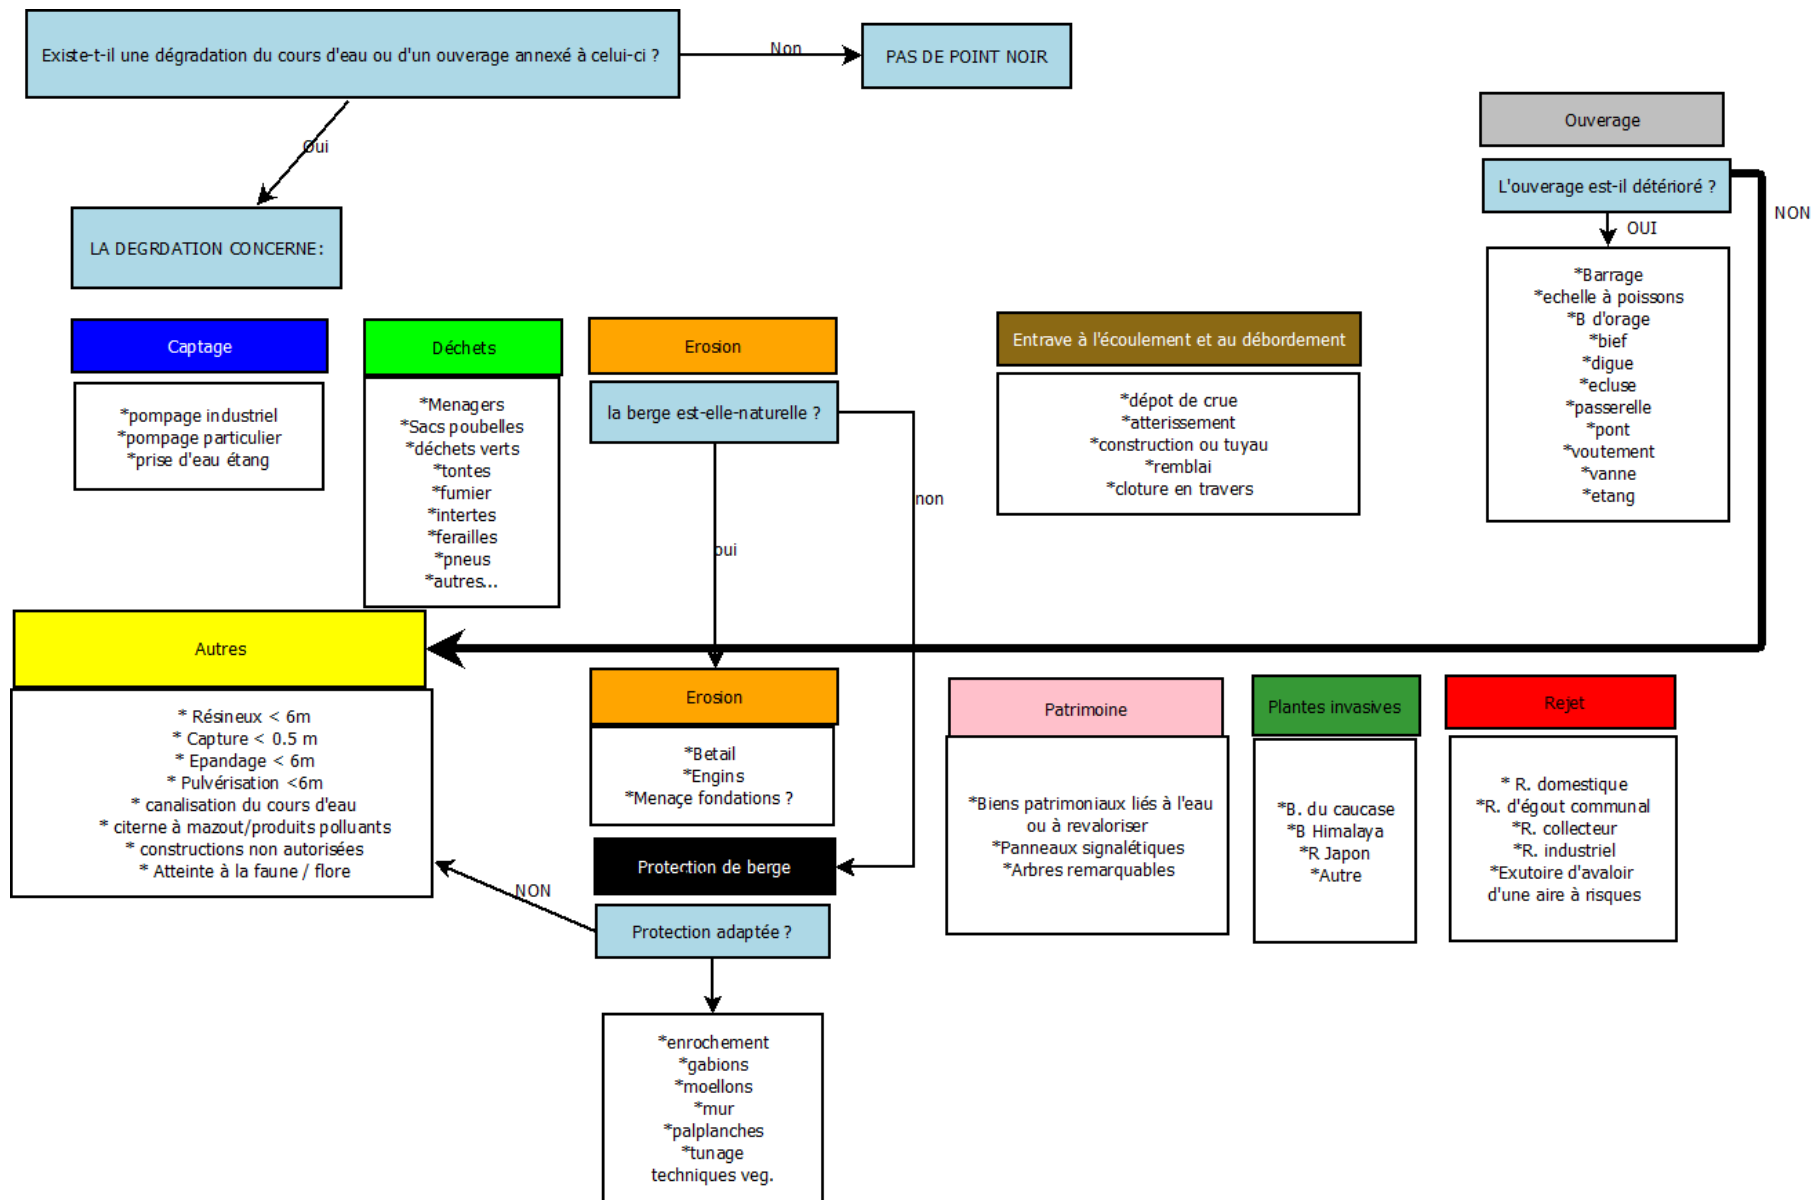 Existe-t-il une dégradation du cours d'eau ou d'un ouvrage annexé à celui-ci ?
Non
PAS DE POINT NOIR
Oui
LA DEGRDATION CONCERNE:
Captage
*pompage industriel
*pompage particulier
*prise d'eau étang
Déchets
*Menagers
*Sacs poubelles
*déchets verts
*tontes
*fumier
*intertes
*ferailles
*pneus
*autres...
Erosion
la berge est-elle-naturelle ?
oui
non
Entrave à l'écoulement et au débordement
*dépot de crue
*atterissement
*construction ou tuyau
*remblai
*cloture en travers
Ouverage
L'ouverage est-il détérioré ?
NON
OUI
*Barrage
*echelle à poissons
*B d'orage
*bief
*digue
*ecluse
*passerelle
*pont
*voutement
*vanne
*etang
Autres
* Résineux < 6m
* Capture < 0.5 m
* Epandage < 6m
* Pulvérisation <6m
* canalisation du cours d'eau
* citerne à mazout/produits polluants
* constructions non autorisées
* Atteinte à la faune / flore
Erosion
*Betail
*Engins
*Menaçe fondations ?
Protection de berge
NON
Protection adaptée ?
*enrochement
*gabions
*moellons
*mur
*palplanches
*tunage
techniques veg.
Patrimoine
*Biens patrimoniaux liés à l'eau
ou à revaloriser
*Panneaux signalétiques
*Arbres remarquables
Plantes invasives
*B. du caucase
*B Himalaya
*R Japon
*Autre
Rejet
* R. domestique
*R. d'égout communal
*R. collecteur
*R. industriel
*Exutoire d'avaloir
d'une aire à risques